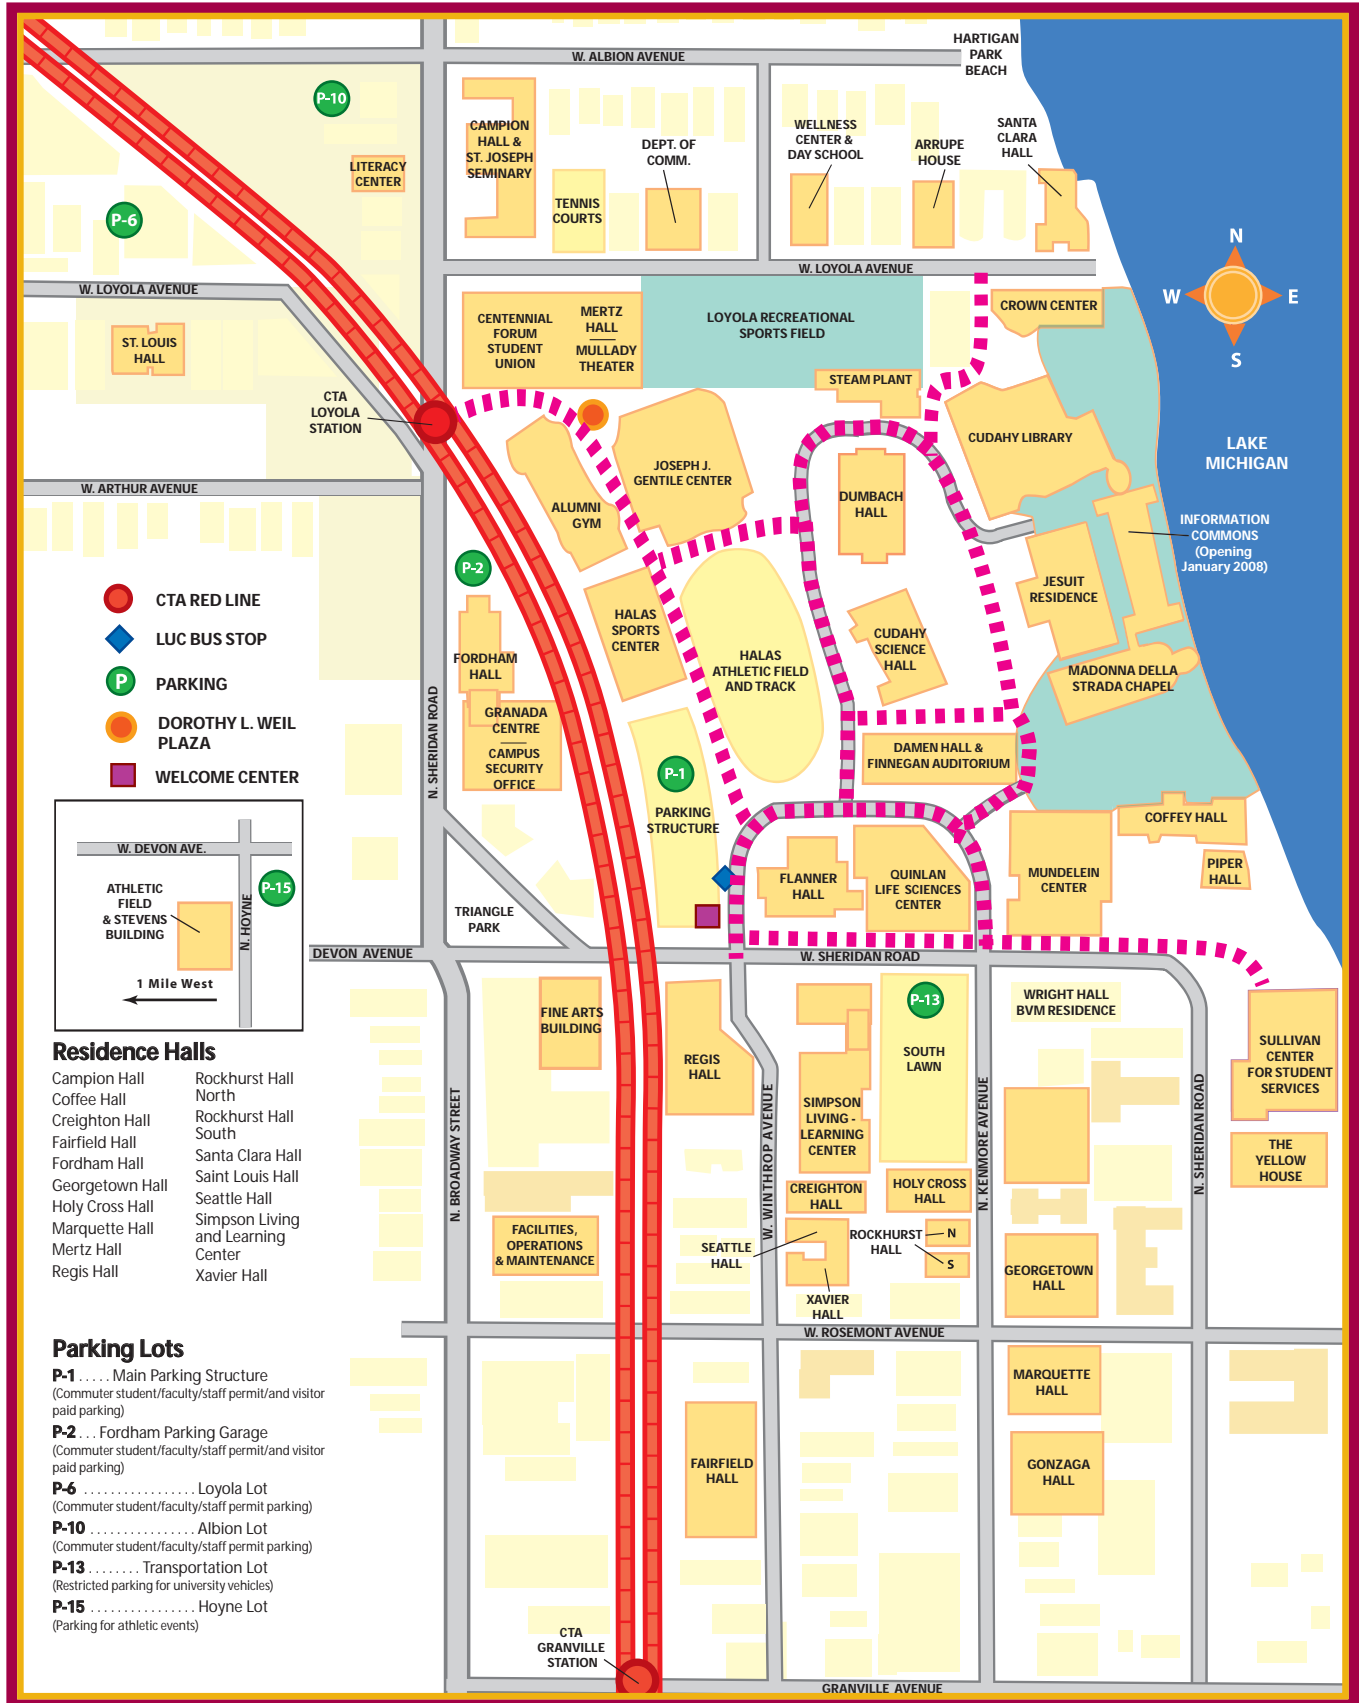 HARTIGAN
PARK
BEACH
W. ALBION AVENUE
P-10
CAMPION
HALL &
ST. JOSEPH
SEMINARY
DEPT. OF
COMM.
WELLNESS
CENTER &
DAY SCHOOL
ARRUPE
HOUSE
SANTA
CLARA
HALL
LITERACY
CENTER
TENNIS
COURTS
P-6
N
W
E
S
W. LOYOLA AVENUE
W. LOYOLA AVENUE
ST. LOUIS
HALL
CENTENNIAL
FORUM
STUDENT
UNION
MERTZ
HALL
MULLADY
THEATER
LOYOLA RECREATIONAL
SPORTS FIELD
CROWN CENTER
STEAM PLANT
CTA
LOYOLA
STATION
CUDAHY LIBRARY
LAKE
MICHIGAN
JOSEPH J.
GENTILE CENTER
W. ARTHUR AVENUE
ALUMNI
GYM
DUMBACH
HALL
INFORMATION
COMMONS
(Opening
January 2008)
P-2
JESUIT
RESIDENCE
CTA RED LINE
LUC BUS STOP
P
PARKING
DOROTHY L. WEIL
PLAZA
WELCOME CENTER
HALAS
SPORTS
CENTER
FORDHAM
HALL
HALAS
ATHLETIC FIELD
AND TRACK
CUDAHY
SCIENCE
HALL
MADONNA DELLA
STRADA CHAPEL
N. SHERIDAN ROAD
GRANADA
CENTRE
CAMPUS
SECURITY
OFFICE
P-1
PARKING
STRUCTURE
DAMEN HALL &
FINNEGAN AUDITORIUM
COFFEY HALL
PIPER
HALL
FLANNER
HALL
QUINLAN
LIFE SCIENCES
CENTER
MUNDELEIN
CENTER
W. DEVON AVE.
P-15
ATHLETIC
FIELD
& STEVENS
BUILDING
N. HOYNE
1 Mile West
TRIANGLE
PARK
DEVON AVENUE
W. SHERIDAN ROAD
FINE ARTS
BUILDING
REGIS
HALL
P-13
SOUTH
LAWN
WRIGHT HALL
BVM RESIDENCE
SULLIVAN
CENTER
FOR STUDENT
SERVICES
SIMPSON
LIVING -
LEARNING
CENTER
N. BROADWAY STREET
W. WINTHROP AVENUE
N. KENMORE AVENUE
N. SHERIDAN ROAD
THE
YELLOW
HOUSE
CREIGHTON
HALL
HOLY CROSS
HALL
FACILITIES,
OPERATIONS
& MAINTENANCE
SEATTLE
HALL
ROCKHURST
HALL
N
S
XAVIER
HALL
GEORGETOWN
HALL
W. ROSEMONT AVENUE
MARQUETTE
HALL
FAIRFIELD
HALL
GONZAGA
HALL
CTA
GRANVILLE
STATION
GRANVILLE AVENUE
Residence Halls
Campion Hall
Coffee Hall
Creighton Hall
Fairfield Hall
Fordham Hall
Georgetown Hall
Holy Cross Hall
Marquette Hall
Mertz Hall
Regis Hall
Rockhurst Hall
North
Rockhurst Hall
South
Santa Clara Hall
Saint Louis Hall
Seattle Hall
Simpson Living
and Learning
Center
Xavier Hall
Parking Lots
P-1 . . . . . Main Parking Structure
(Commuter student/faculty/staff permit/and visitor
paid parking)
P-2 . . . Fordham Parking Garage
(Commuter student/faculty/staff permit/and visitor
paid parking)
P-6 . . . . . . . . . . . . . . . . . Loyola Lot
(Commuter student/faculty/staff permit parking)
P-10 . . . . . . . . . . . . . . . . Albion Lot
(Commuter student/faculty/staff permit parking)
P-13 . . . . . . . . Transportation Lot
(Restricted parking for university vehicles)
P-15 . . . . . . . . . . . . . . . . Hoyne Lot
(Parking for athletic events)